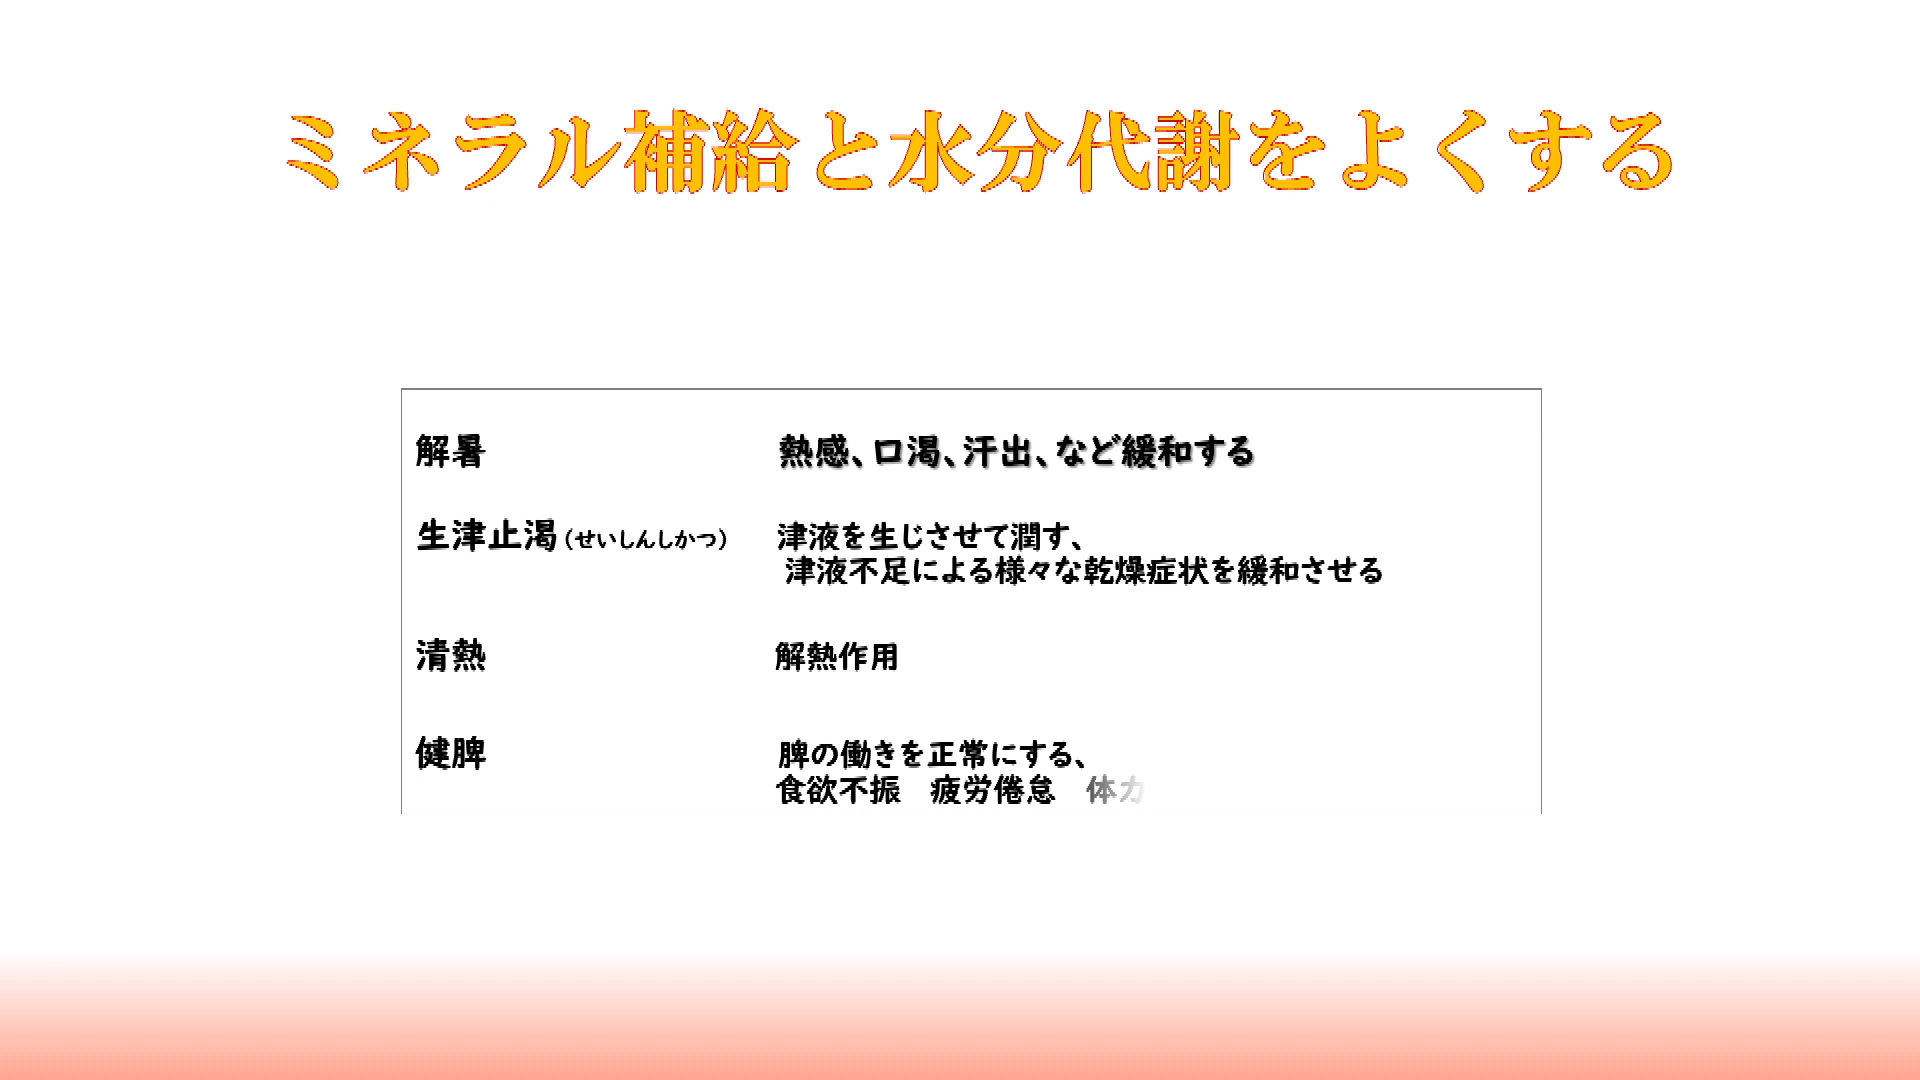 ミネラル補給と水分代謝をよくする
解暑　熱感、口渇、汗出、など緩和する
生津止渇（せいしんしかつ）　津液を生じさせて潤す、
津液不足による様々な乾燥症状を緩和させる
清熱　解熱作用
健脾　脾の働きを正常にする、
食欲不振　疲労倦怠　体力